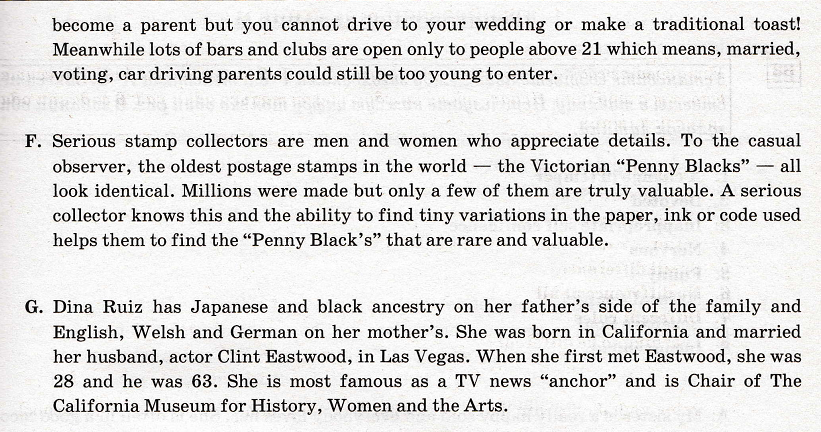 become a parent but you cannot drive to your wedding or make a traditional toast!
Meanwhile lots of bars and clubs are open only to people above 21 which means, married,
voting, car driving parents could still be too young to enter.
F. Serious stamp collectors are men and women who appreciate details. To the casual
observer, the oldest postage stamps in the world — the Victorian “Penny Blacks” — all
look identical. Millions were made but only a few of them are truly valuable. A serious
collector knows this and the ability to find tiny variations in the paper, ink or code used
helps them to find the “Penny Black’s” that are rare and valuable.
G. Dina Ruiz has Japanese and black ancestry on her father’s side of the family and
English, Welsh and German on her mother’s. She was born in California and married
her husband, actor Clint Eastwood, in Las Vegas. When she first met Eastwood, she was
28 and he was 63. She is most famous as a TV news “anchor” and is Chair of The
California Museum for History, Women and the Arts.